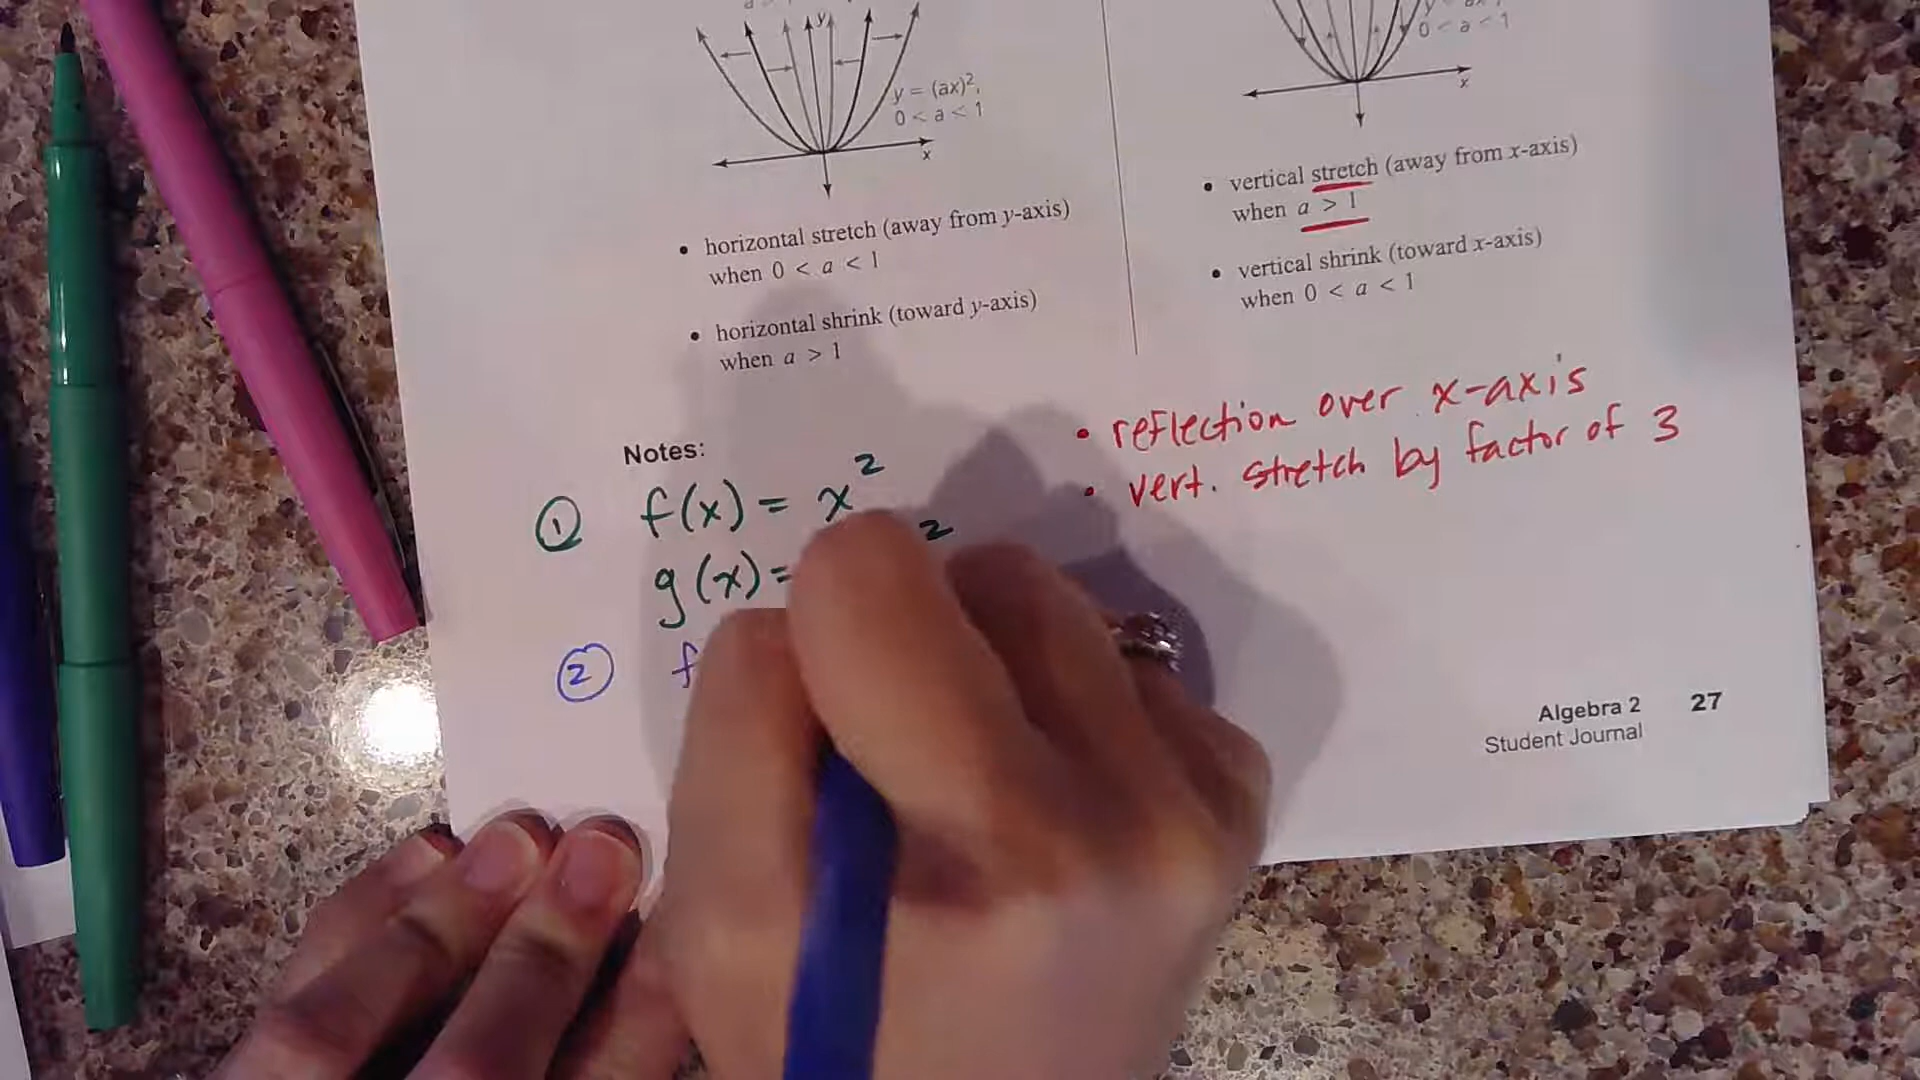 y
y = (ax)²,
0 < a < 1
x
0 < a < 1
x
• horizontal stretch (away from y-axis)
when 0 < a < 1
• horizontal shrink (toward y-axis)
when a > 1
• vertical stretch (away from x-axis)
when a > 1
• vertical shrink (toward x-axis)
when 0 < a < 1
Notes:
① f(x) = x²
g(x) = 2
② f
• reflection over x-axis
• vert. stretch by factor of 3
Algebra 2 27
Student Journal